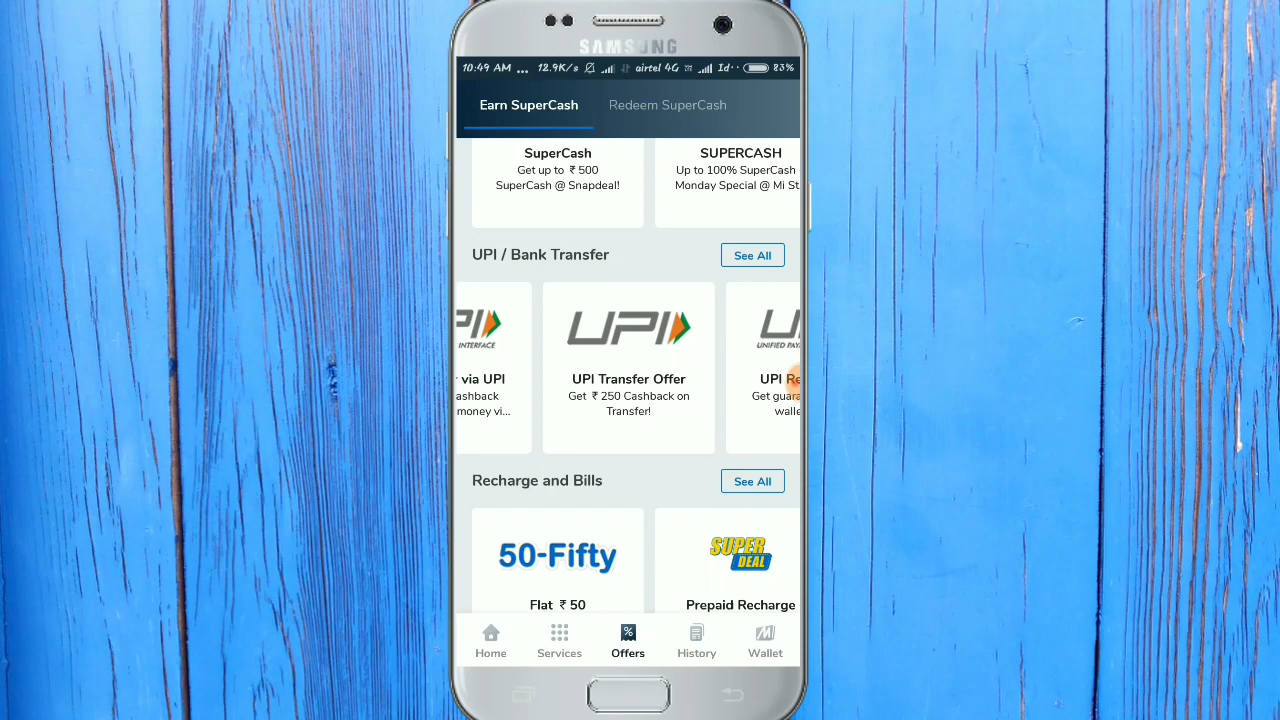 SAMSUNG
10:49 AM ... 12.9K/s airtel 4G Id·· 83%
Earn SuperCash Redeem SuperCash
SuperCash
Get up to ₹ 500
SuperCash @ Snapdeal!
SUPERCASH
Up to 100% SuperCash
Monday Special @ Mi St
UPI / Bank Transfer
See All
PI
INTERFACE
via UPI
ashback
money vi...
UPI
UPI Transfer Offer
Get ₹ 250 Cashback on
Transfer!
U
UNIFIED PAY
UPI Re
Get guara
walle
Recharge and Bills
See All
50-Fifty
Flat ₹ 50
SUPER
DEAL
Prepaid Recharge
Home Services Offers History Wallet